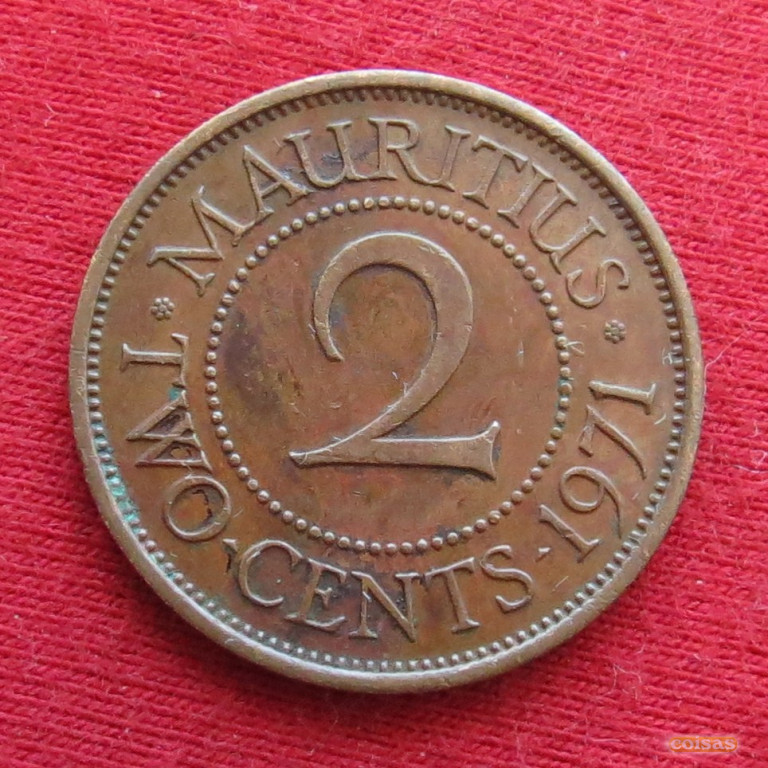 MAURITIUS
2
TWO CENTS 1971
coisas